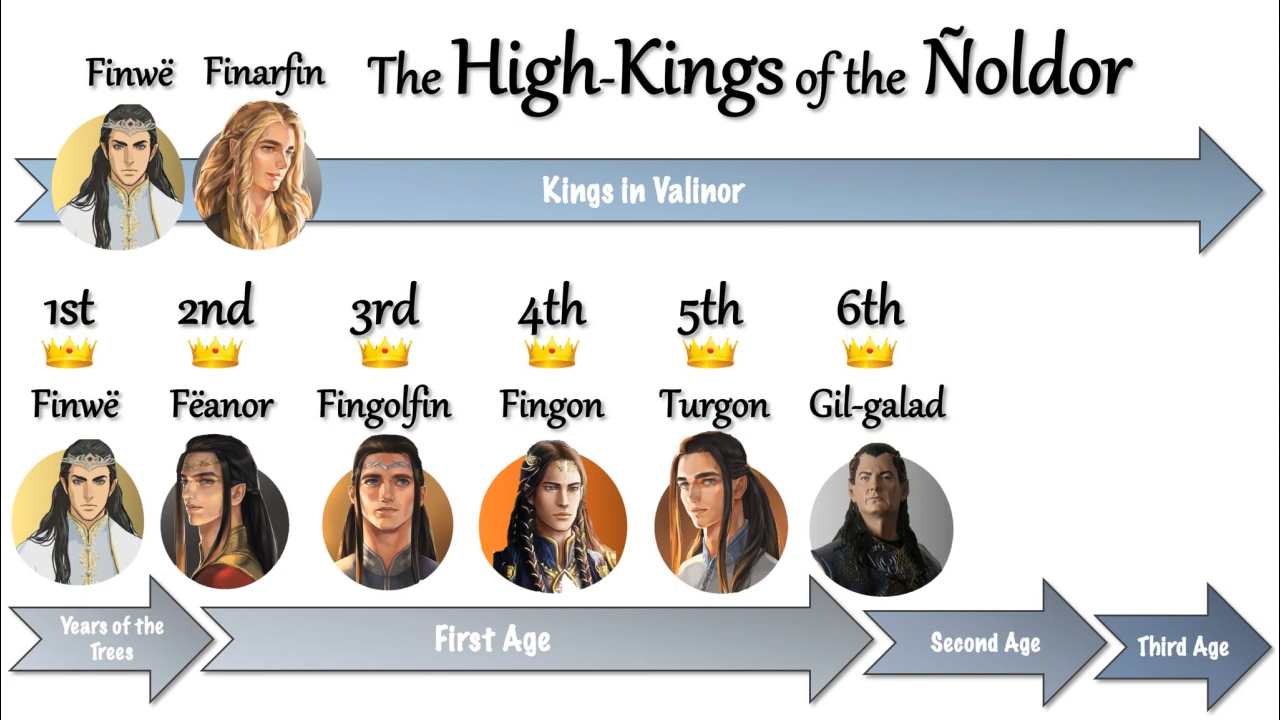 The High-Kings of the Ñoldor
Finwë Finarfin
Kings in Valinor
1st 2nd 3rd 4th 5th 6th
Finwë Fëanor Fingolfin Fingon Turgon Gil-galad
Years of the
Trees
First Age
Second Age
Third Age